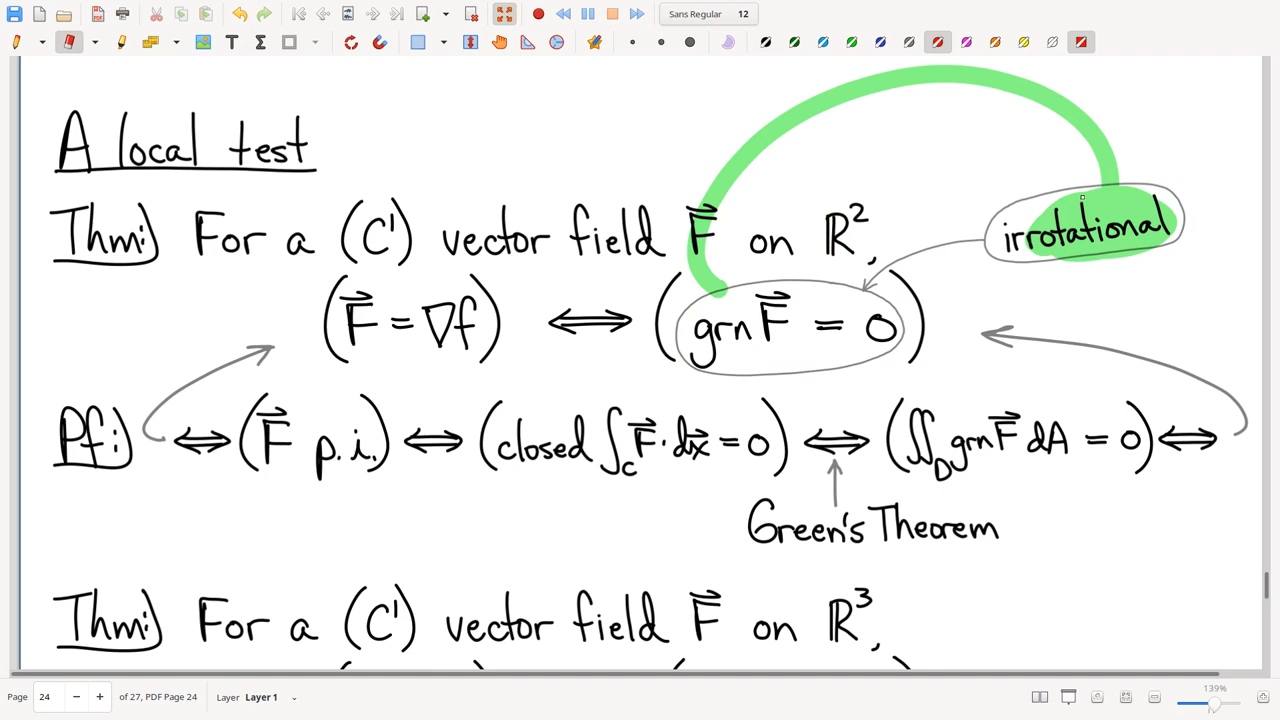 Sans Regular 12
A local test
Thm:) For a (C¹) vector field F⃗ on ℝ²,
irrotational
(F⃗ = ∇f) ⟺ (grn F⃗ = 0)
Pf:) ⟺ (F⃗ p.i.) ⟺ (closed ∫_C F⃗·dx⃗ = 0) ⟺ (∬_D grn F⃗ dA = 0) ⟺
Green's Theorem
Thm:) For a (C¹) vector field F⃗ on ℝ³,
Page 24 of 27, PDF Page 24 Layer Layer 1 139%